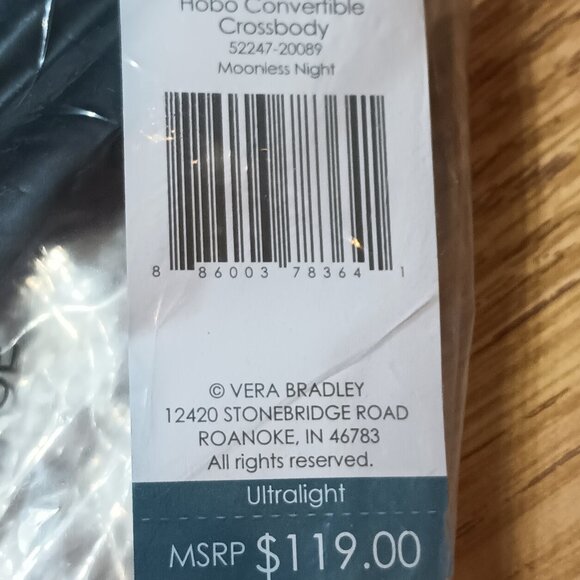 Hobo Convertible
Crossbody
52247-20089
Moonless Night
8 86003 78364 1
© VERA BRADLEY
12420 STONEBRIDGE ROAD
ROANOKE, IN 46783
All rights reserved.
Ultralight
MSRP $119.00